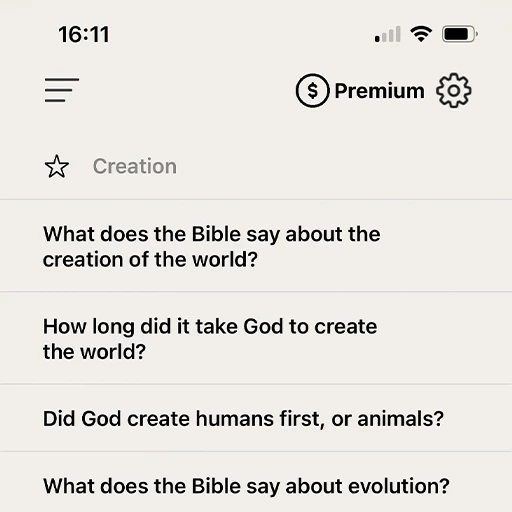 16:11
$ Premium
Creation
What does the Bible say about the
creation of the world?
How long did it take God to create
the world?
Did God create humans first, or animals?
What does the Bible say about evolution?